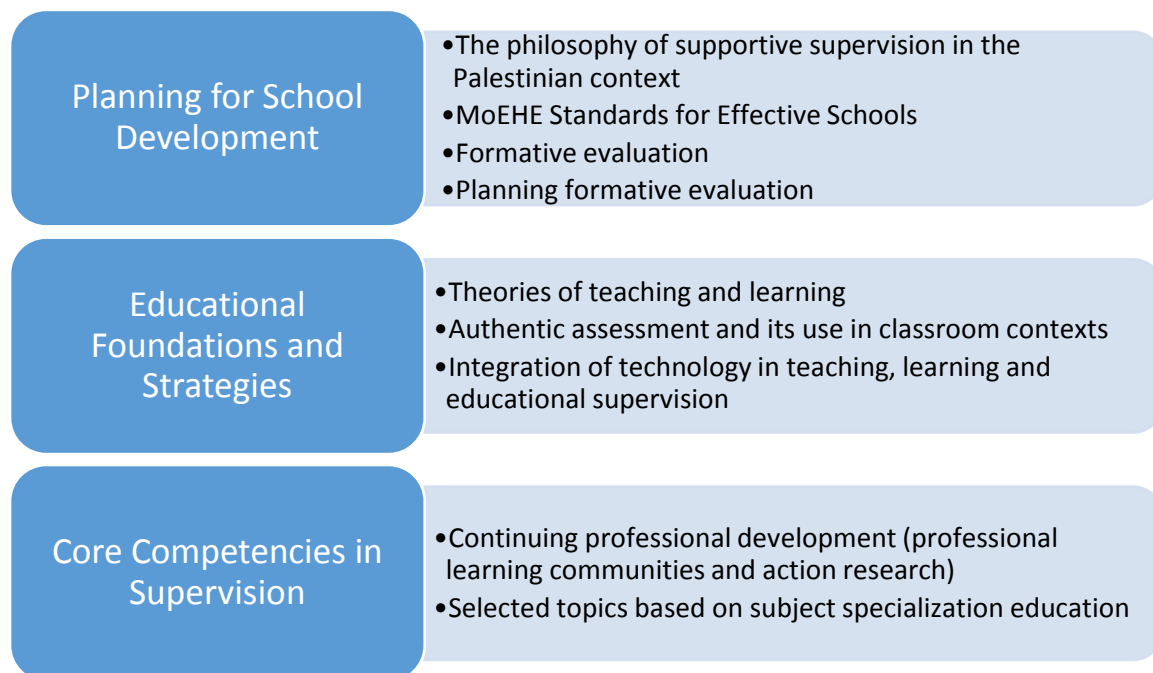 Planning for School
Development
•The philosophy of supportive supervision in the
Palestinian context
•MoEHE Standards for Effective Schools
•Formative evaluation
•Planning formative evaluation
Educational
Foundations and
Strategies
•Theories of teaching and learning
•Authentic assessment and its use in classroom contexts
•Integration of technology in teaching, learning and
educational supervision
Core Competencies in
Supervision
•Continuing professional development (professional
learning communities and action research)
•Selected topics based on subject specialization education